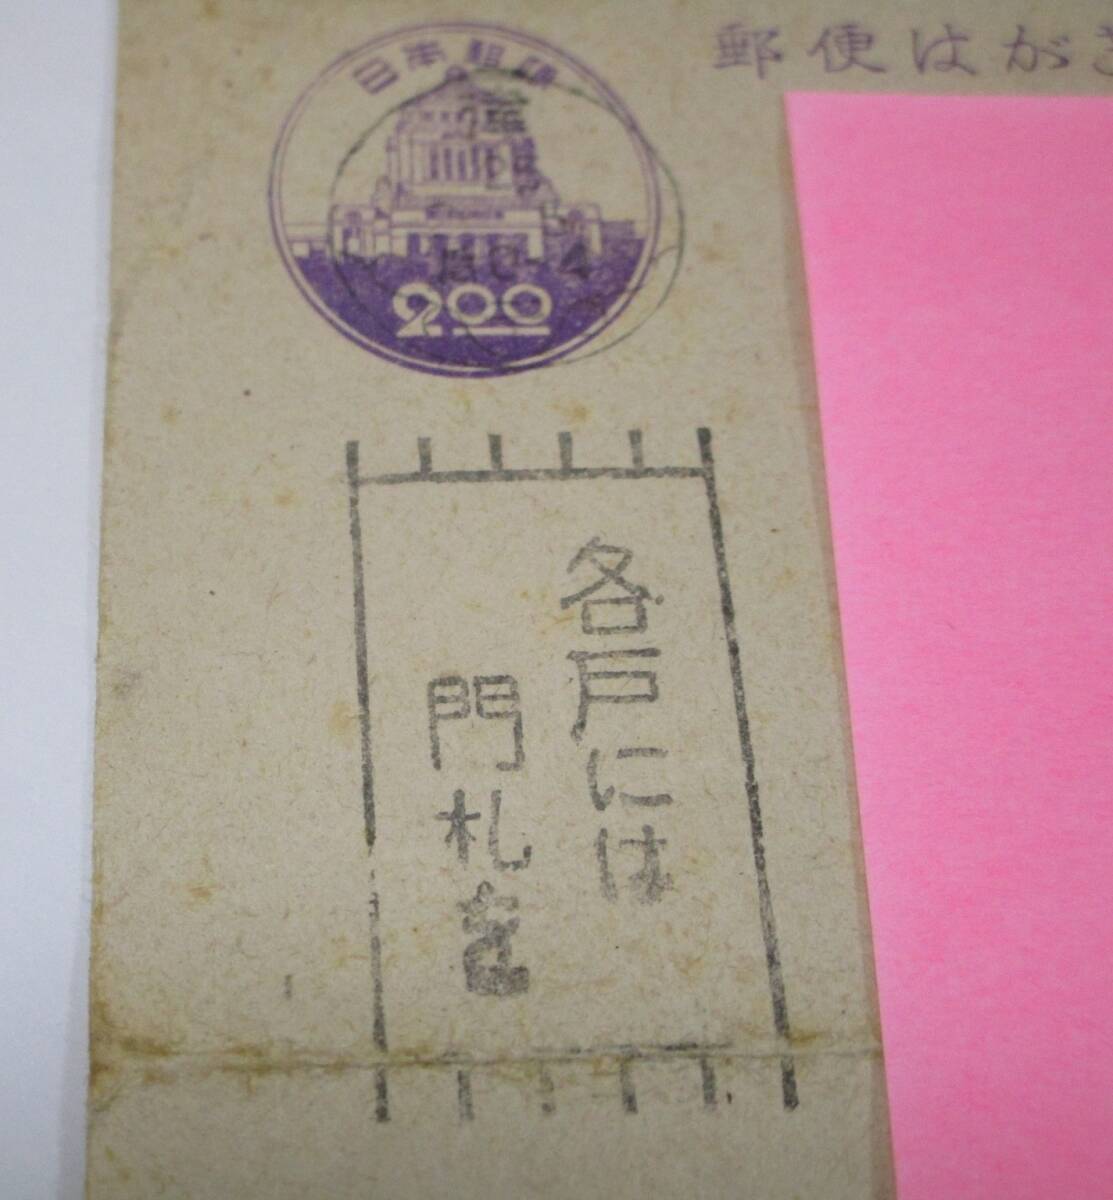 郵便はが
日本郵便
2.00
各戸には
門札を